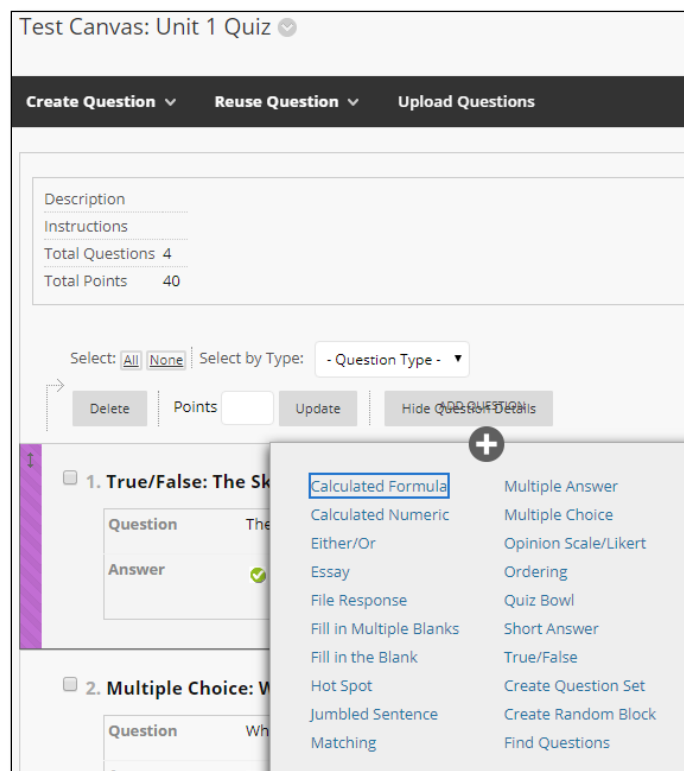 Test Canvas: Unit 1 Quiz
Create Question Reuse Question Upload Questions
Description
Instructions
Total Questions 4
Total Points 40
Select: All None Select by Type: - Question Type -
Delete Points Update Hide Question Details
ADD QUESTION
1. True/False: The Sk
Question The
Answer
2. Multiple Choice: W
Question Wh
Calculated Formula Multiple Answer
Calculated Numeric Multiple Choice
Either/Or Opinion Scale/Likert
Essay Ordering
File Response Quiz Bowl
Fill in Multiple Blanks Short Answer
Fill in the Blank True/False
Hot Spot Create Question Set
Jumbled Sentence Create Random Block
Matching Find Questions